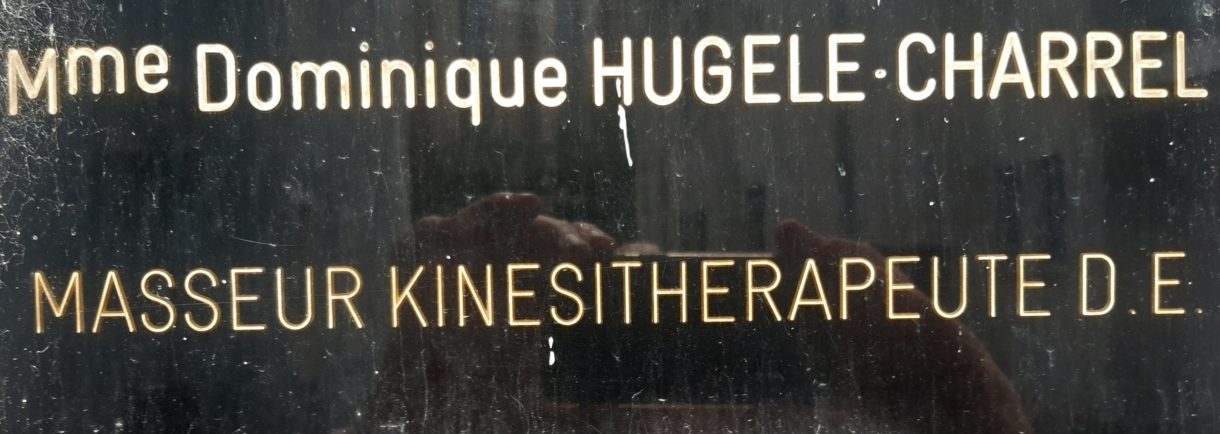 Mme Dominique HUGELE-CHARREL
MASSEUR KINESITHERAPEUTE D.E.